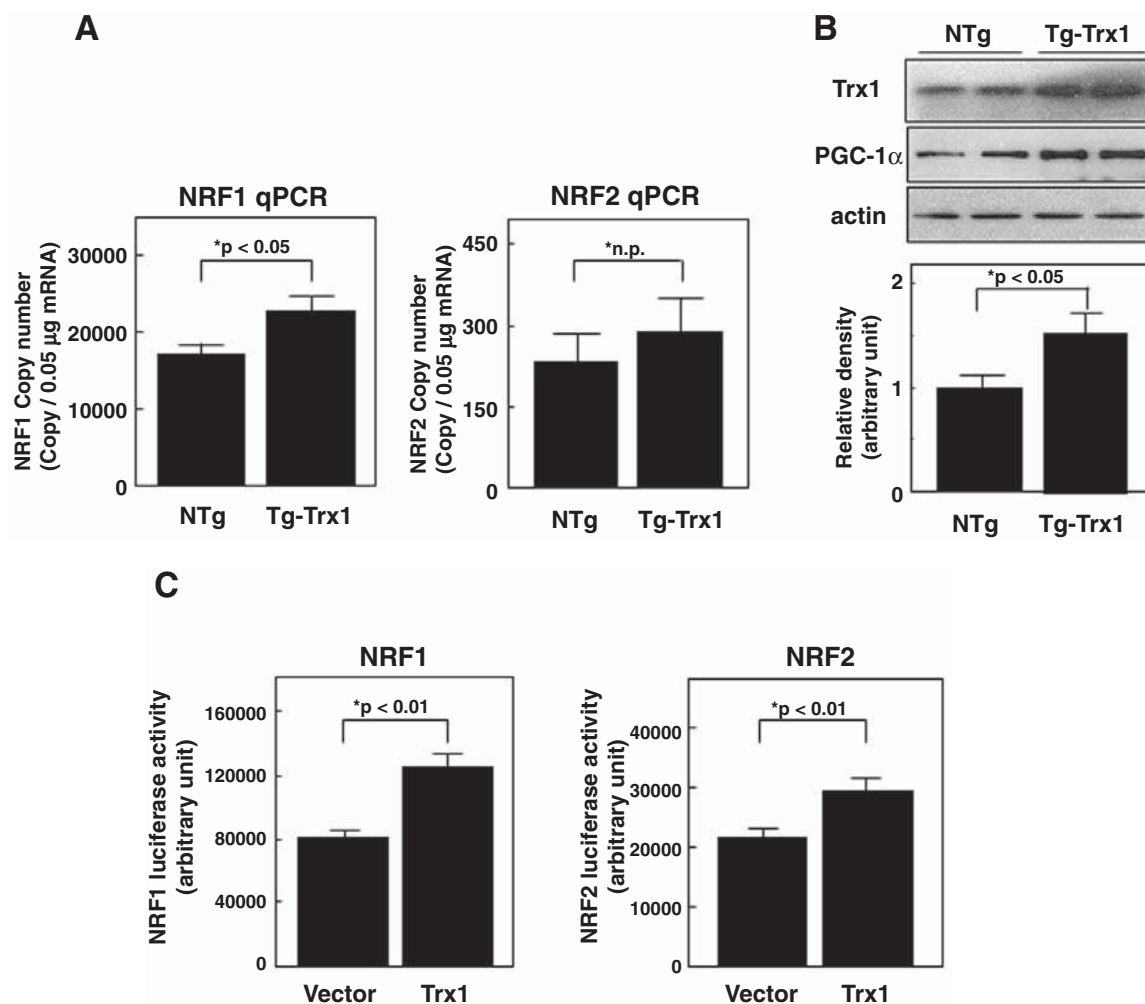 A
NRF1 qPCR
NRF1 Copy number
(Copy / 0.05 µg mRNA)
30000
20000
10000
0
*p < 0.05
NTg Tg-Trx1
NRF2 qPCR
NRF2 Copy number
(Copy / 0.05 µg mRNA)
450
300
150
0
*n.p.
NTg Tg-Trx1
B
NTg Tg-Trx1
Trx1
PGC-1α
actin
Relative density
(arbitrary unit)
2
1
0
*p < 0.05
NTg Tg-Trx1
C
NRF1
NRF1 luciferase activity
(arbitrary unit)
160000
120000
80000
40000
0
*p < 0.01
Vector Trx1
NRF2
NRF2 luciferase activity
(arbitrary unit)
40000
30000
20000
10000
0
*p < 0.01
Vector Trx1